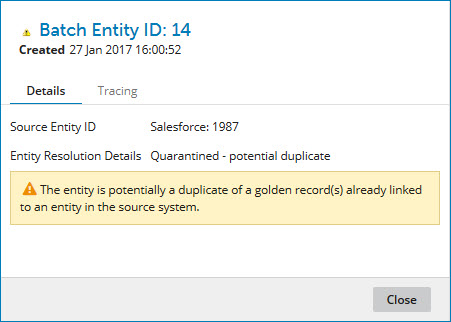 Batch Entity ID: 14
Created 27 Jan 2017 16:00:52
Details Tracing
Source Entity ID Salesforce: 1987
Entity Resolution Details Quarantined - potential duplicate
The entity is potentially a duplicate of a golden record(s) already linked
to an entity in the source system.
Close